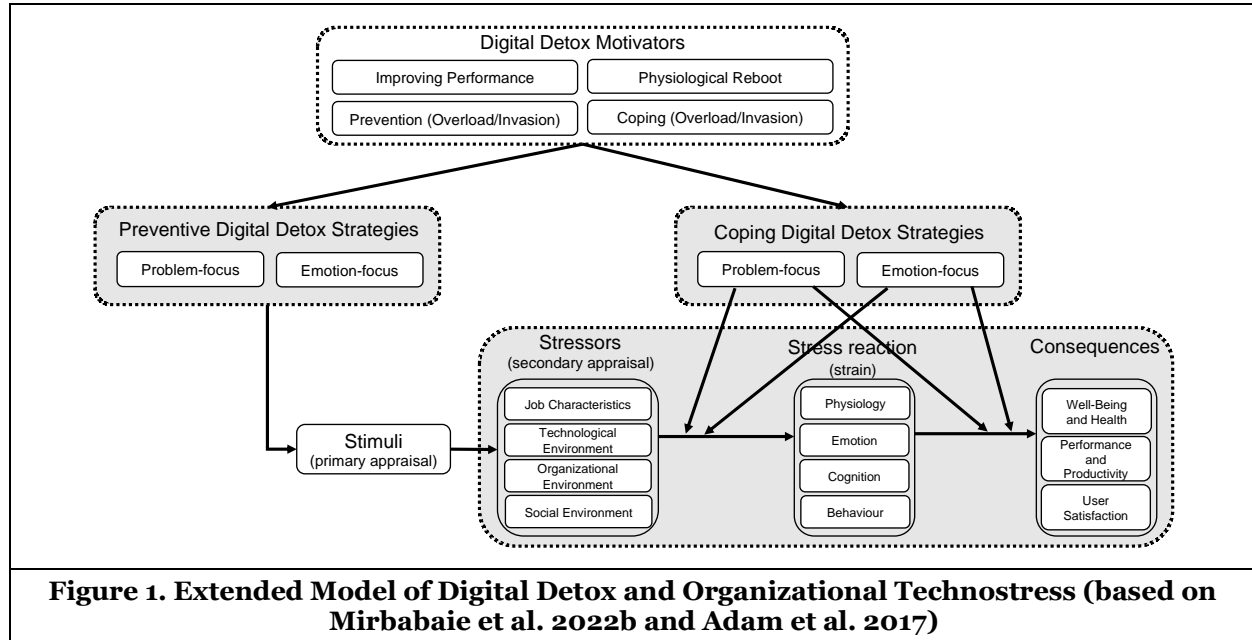 Digital Detox Motivators
Improving Performance
Physiological Reboot
Prevention (Overload/Invasion)
Coping (Overload/Invasion)
Preventive Digital Detox Strategies
Problem-focus
Emotion-focus
Coping Digital Detox Strategies
Problem-focus
Emotion-focus
Stressors
(secondary appraisal)
Stress reaction
(strain)
Consequences
Stimuli
(primary appraisal)
Job Characteristics
Technological
Environment
Organizational
Environment
Social Environment
Physiology
Emotion
Cognition
Behaviour
Well-Being
and Health
Performance
and
Productivity
User
Satisfaction
Figure 1. Extended Model of Digital Detox and Organizational Technostress (based on
Mirbabaie et al. 2022b and Adam et al. 2017)